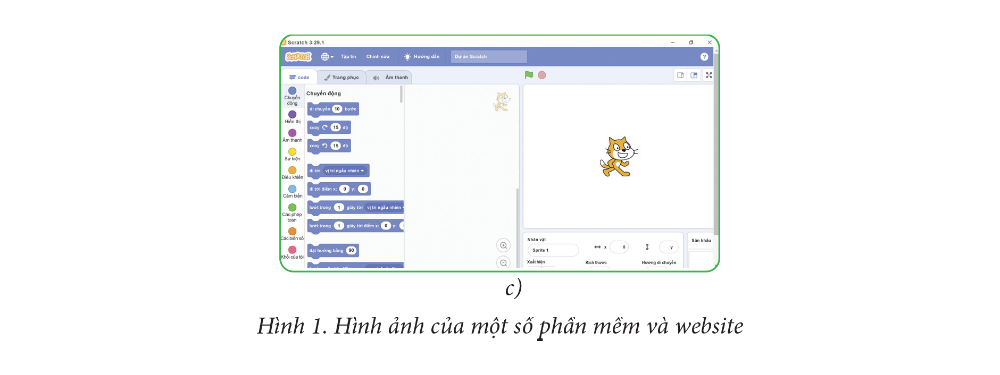 Scratch 3.29.1
SCRATCH
Tập tin
Chỉnh sửa
Hướng dẫn
Dự án Scratch
?
code
Trang phục
Âm thanh
Chuyển động
Hiển thị
Âm thanh
Sự kiện
Điều khiển
Cảm biến
Các phép toán
Các biến số
Khối của tôi
Chuyển động
di chuyển 10 bước
xoay 15 độ
xoay 15 độ
đi tới vị trí ngẫu nhiên
đi tới điểm x: 0 y: 0
lướt trong 1 giây tới vị trí ngẫu nhiên
lướt trong 1 giây tới điểm x: 0 y:
đặt hướng bằng 90
Nhân vật
Sprite 1
x 0
y
Xuất hiện
Kích thước
Hướng di chuyển
Sân khấu
c)
Hình 1. Hình ảnh của một số phần mềm và website